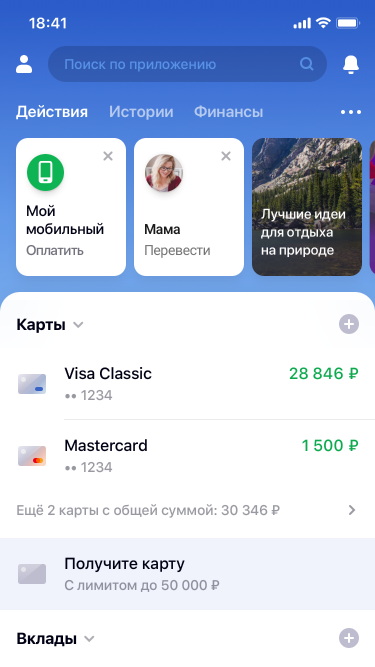 18:41
Поиск по приложению
Действия Истории Финансы
Мой
мобильный
Оплатить
Мама
Перевести
Лучшие идеи
для отдыха
на природе
Карты
Visa Classic 28 846 ₽
•• 1234
Mastercard 1 500 ₽
•• 1234
Ещё 2 карты с общей суммой: 30 346 ₽
Получите карту
С лимитом до 50 000 ₽
Вклады